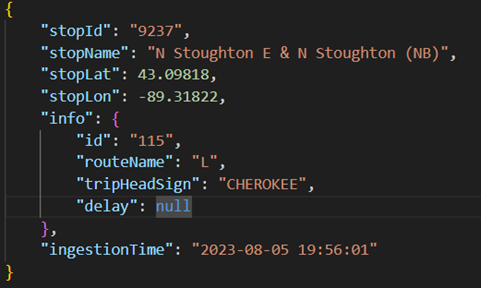 {
    "stopId": "9237",
    "stopName": "N Stoughton E & N Stoughton (NB)",
    "stopLat": 43.09818,
    "stopLon": -89.31822,
    "info": {
        "id": "115",
        "routeName": "L",
        "tripHeadSign": "CHEROKEE",
        "delay": null
    },
    "ingestionTime": "2023-08-05 19:56:01"
}